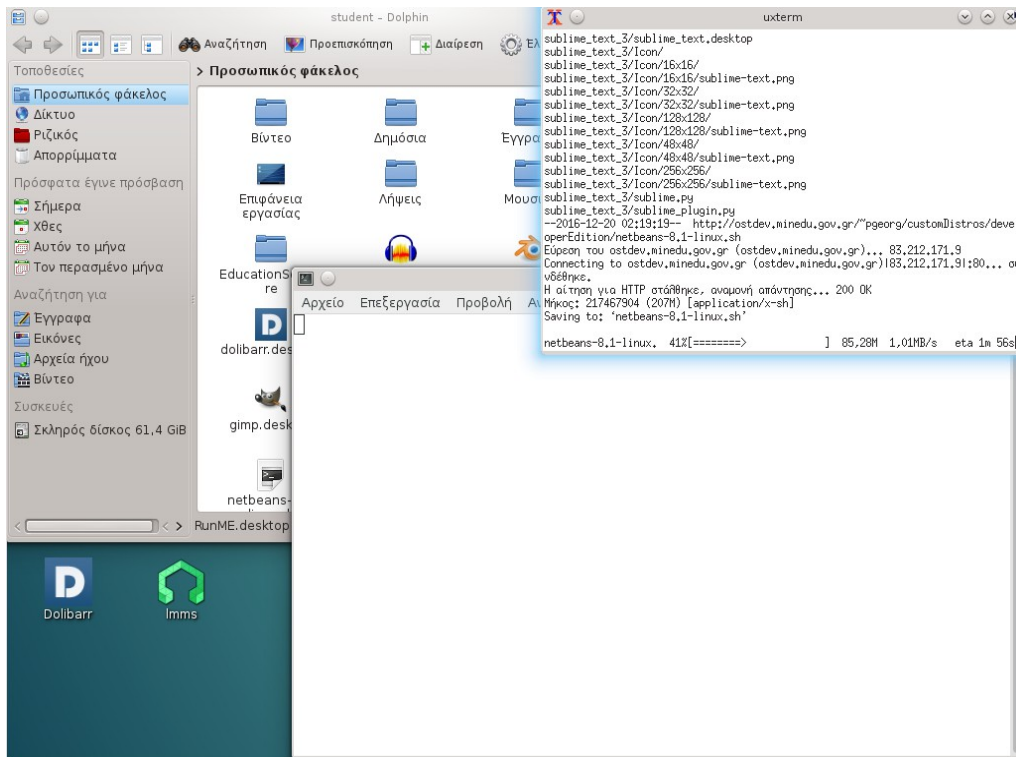 student - Dolphin
Αναζήτηση Προεπισκόπηση Διαίρεση
Τοποθεσίες
Προσωπικός φάκελος
Δίκτυο
Ριζικός
Απορρίμματα
Πρόσφατα έγινε πρόσβαση
Σήμερα
Χθες
Αυτόν το μήνα
Τον περασμένο μήνα
Αναζήτηση για
Έγγραφα
Εικόνες
Αρχεία ήχου
Βίντεο
Συσκευές
Σκληρός δίσκος 61,4 GiB
> Προσωπικός φάκελος
Βίντεο Δημόσια Έγγρα
Επιφάνεια
εργασίας
Λήψεις Μουσι
EducationS
re
dolibarr.des
gimp.desk
netbeans-
RunME.desktop
uxterm
sublime_text_3/sublime_text.desktop
sublime_text_3/Icon/
sublime_text_3/Icon/16x16/
sublime_text_3/Icon/16x16/sublime-text.png
sublime_text_3/Icon/32x32/
sublime_text_3/Icon/32x32/sublime-text.png
sublime_text_3/Icon/128x128/
sublime_text_3/Icon/128x128/sublime-text.png
sublime_text_3/Icon/48x48/
sublime_text_3/Icon/48x48/sublime-text.png
sublime_text_3/Icon/256x256/
sublime_text_3/Icon/256x256/sublime-text.png
sublime_text_3/sublime.py
sublime_text_3/sublime_plugin.py
--2016-12-20 02:19:19-- http://ostdev.minedu.gov.gr/~pgeorg/customDistros/deve
operEdition/netbeans-8.1-linux.sh
Εύρεση του ostdev.minedu.gov.gr (ostdev.minedu.gov.gr)... 83.212.171.9
Connecting to ostdev.minedu.gov.gr (ostdev.minedu.gov.gr)|83.212.171.9|:80... συ
νδέθηκε.
Η αίτηση για HTTP στάλθηκε, αναμονή απάντησης... 200 OK
Μήκος: 217467904 (207M) [application/x-sh]
Saving to: ‘netbeans-8.1-linux.sh’
netbeans-8.1-linux. 41%[========> ] 85,28M 1,01MB/s eta 1m 56s
Αρχείο Επεξεργασία Προβολή
Dolibarr
lmms